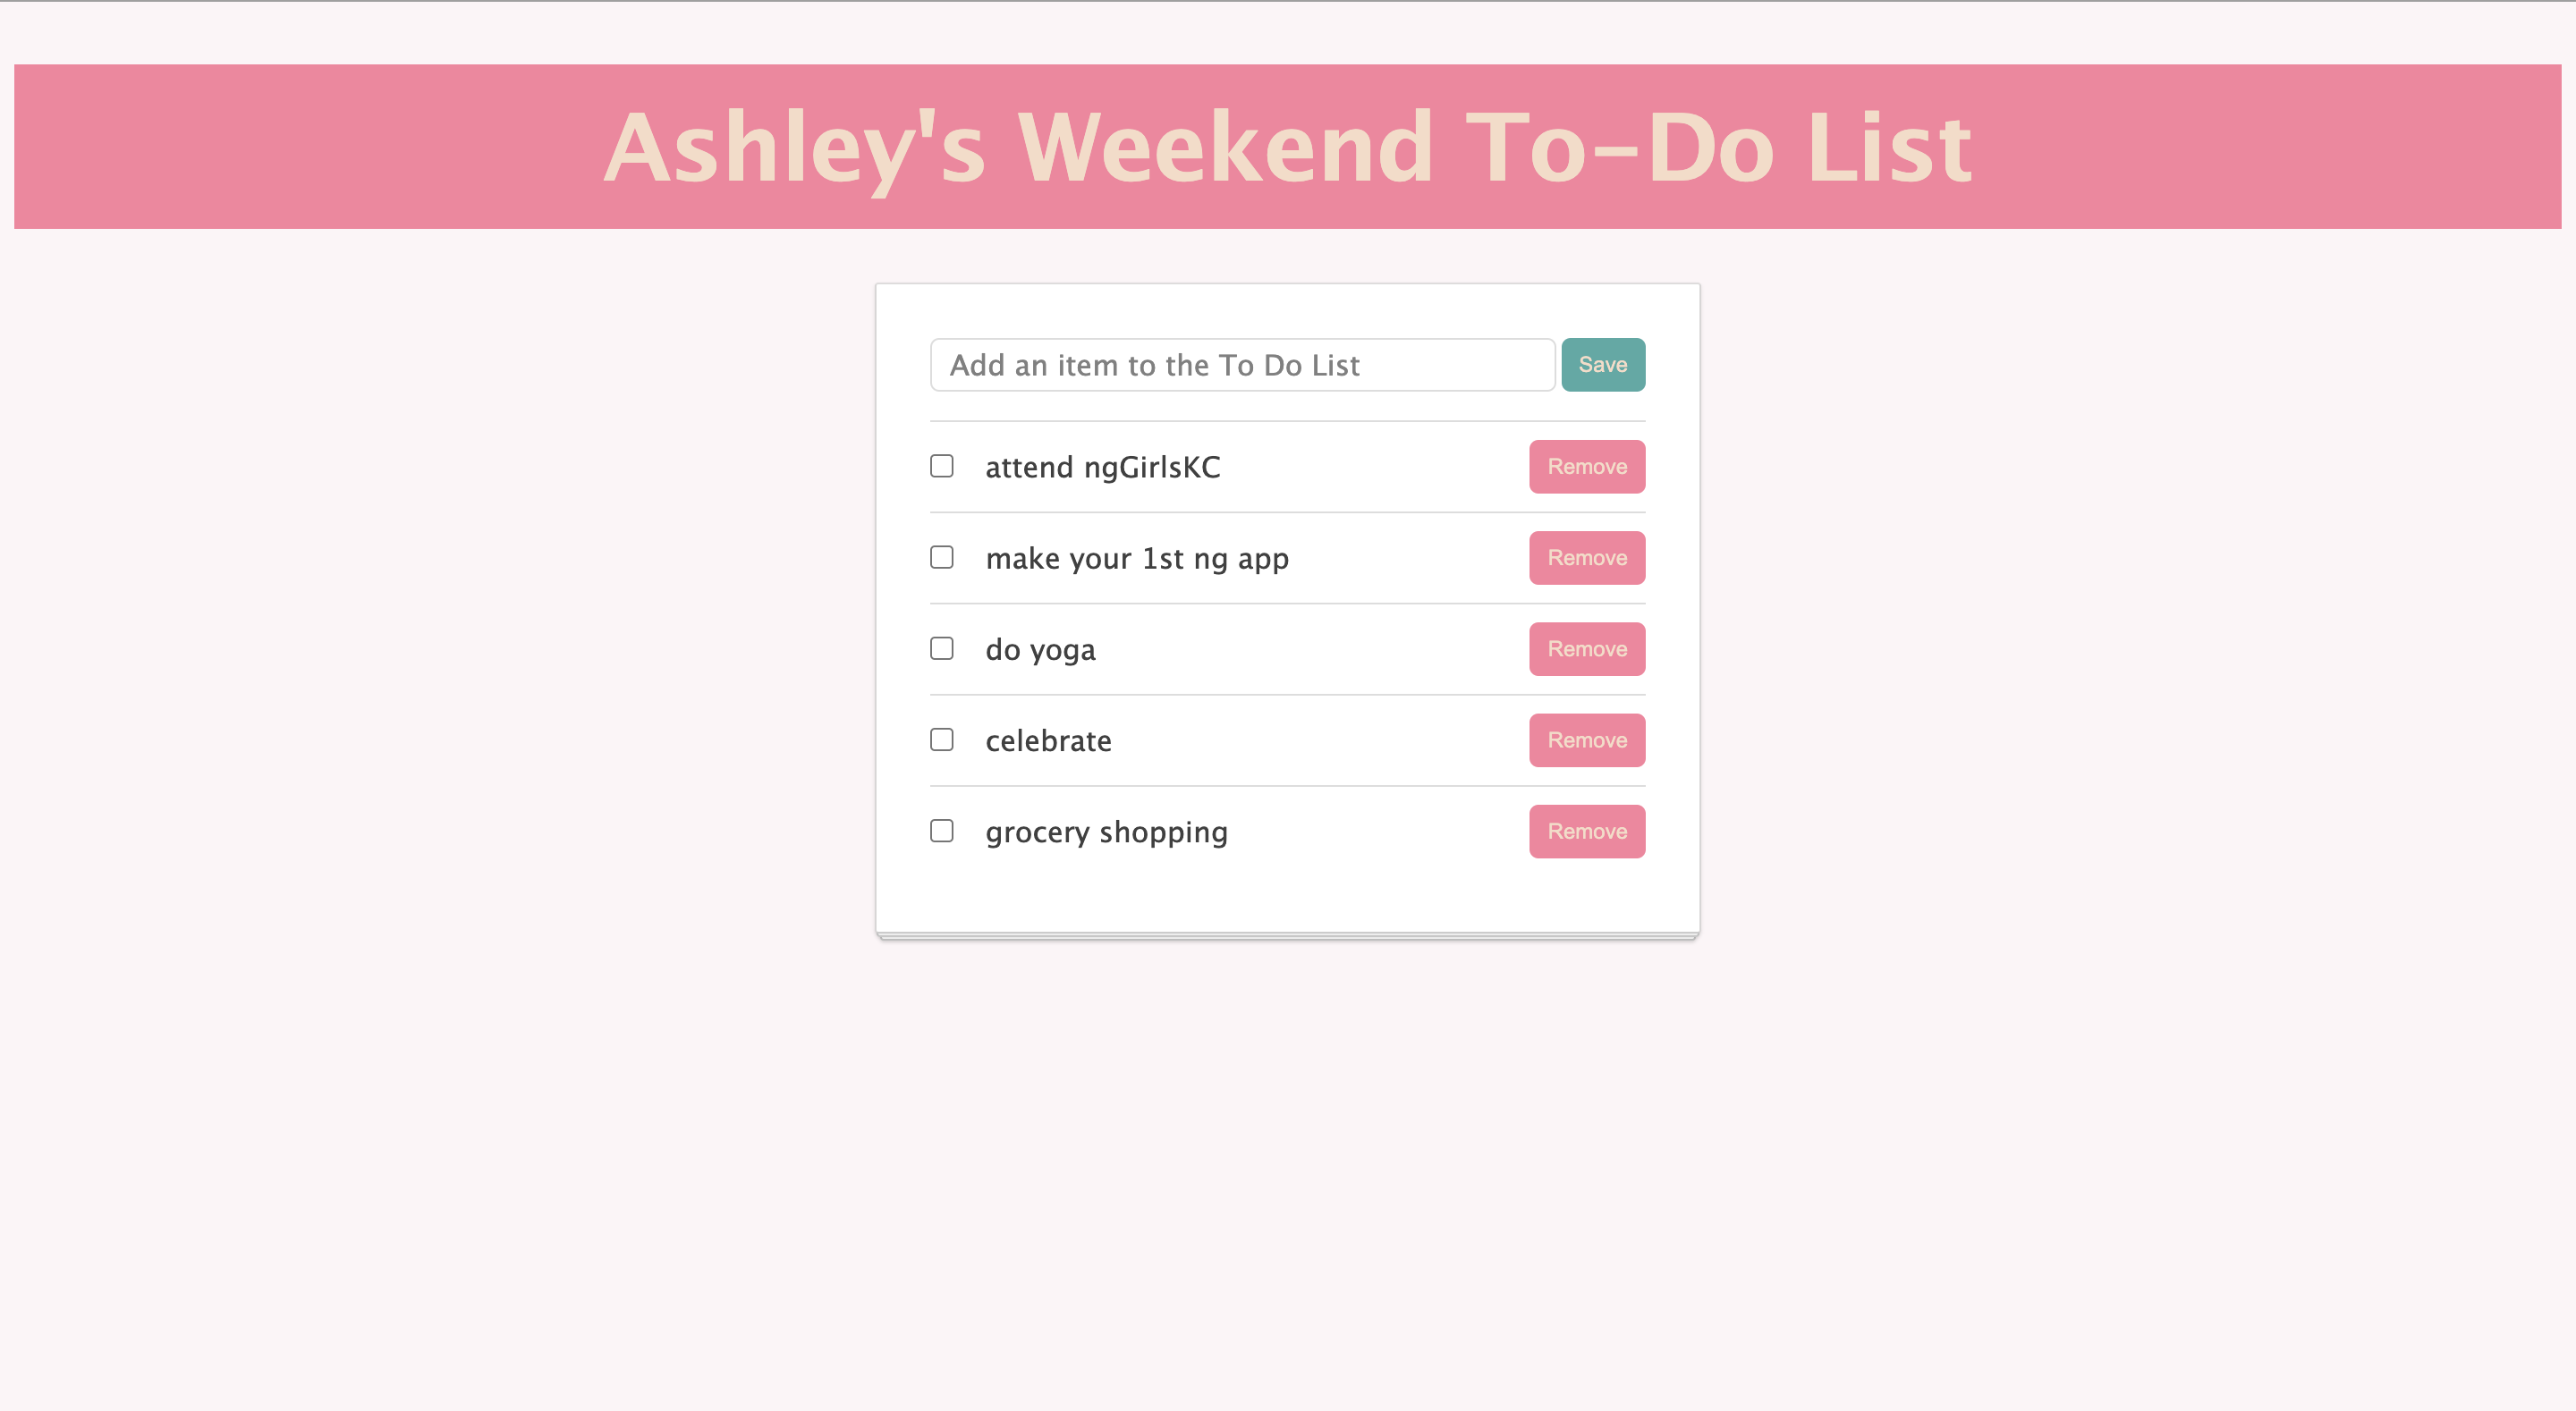 Ashley's Weekend To-Do List
Add an item to the To Do List Save
attend ngGirlsKC Remove
make your 1st ng app Remove
do yoga Remove
celebrate Remove
grocery shopping Remove